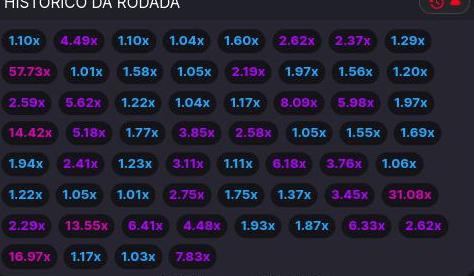 HISTÓRICO DA RODADA
1.10x 4.49x 1.10x 1.04x 1.60x 2.62x 2.37x 1.29x
57.73x 1.01x 1.58x 1.05x 2.19x 1.97x 1.56x 1.20x
2.59x 5.62x 1.22x 1.04x 1.17x 8.09x 5.98x 1.97x
14.42x 5.18x 1.77x 3.85x 2.58x 1.05x 1.55x 1.69x
1.94x 2.41x 1.23x 3.11x 1.11x 6.18x 3.76x 1.06x
1.22x 1.05x 1.01x 2.75x 1.75x 1.37x 3.45x 31.08x
2.29x 13.55x 6.41x 4.48x 1.93x 1.87x 6.33x 2.62x
16.97x 1.17x 1.03x 7.83x